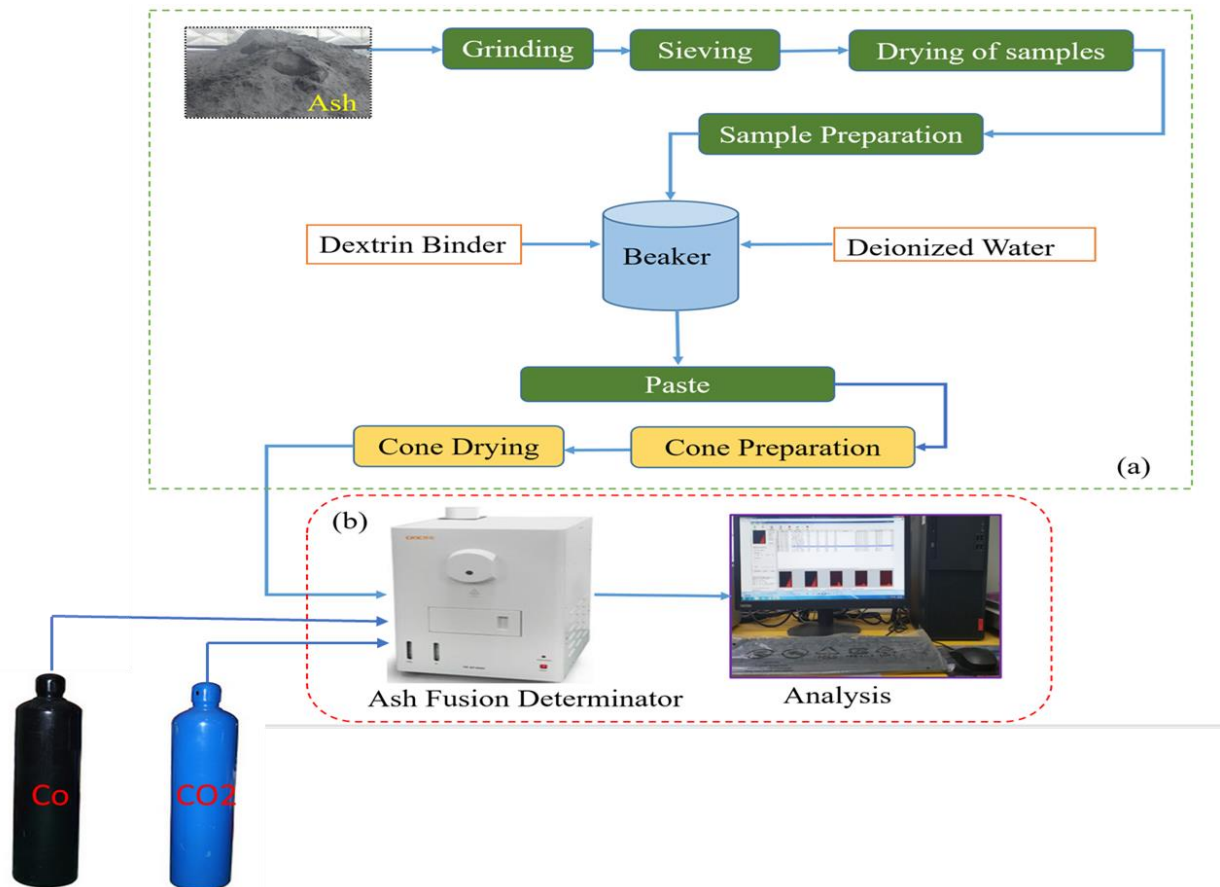 Ash
Grinding
Sieving
Drying of samples
Sample Preparation
Dextrin Binder
Beaker
Deionized Water
Paste
Cone Drying
Cone Preparation
(a)
(b)
Ash Fusion Determinator
Analysis
Co
CO2